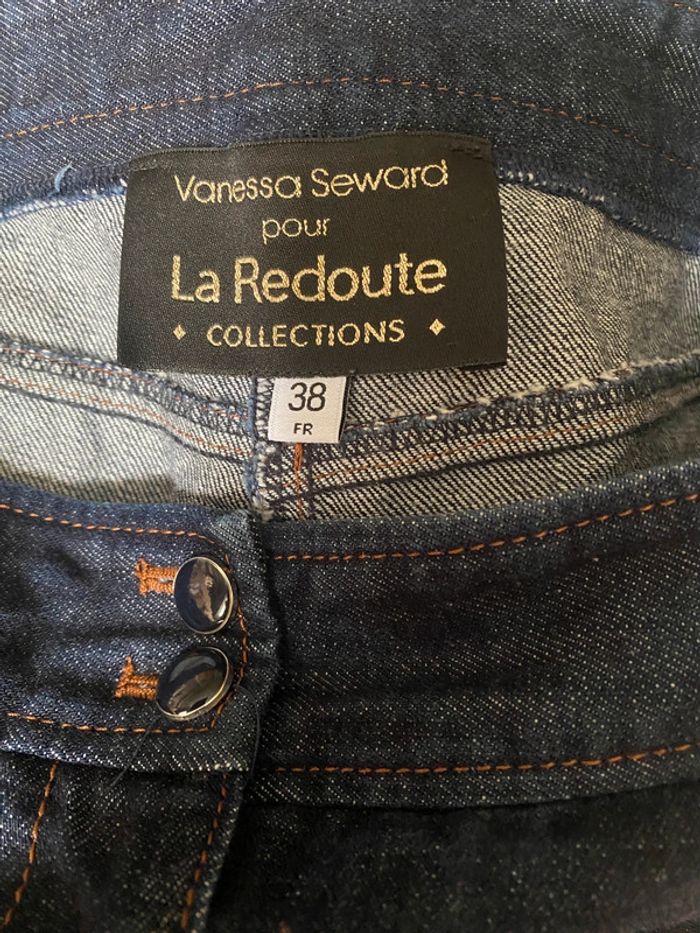 Vanessa Seward
pour
La Redoute
COLLECTIONS
38
FR